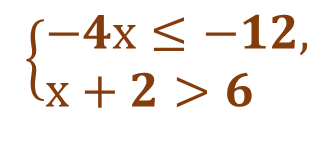 −4x ≤ −12,
x + 2 > 6